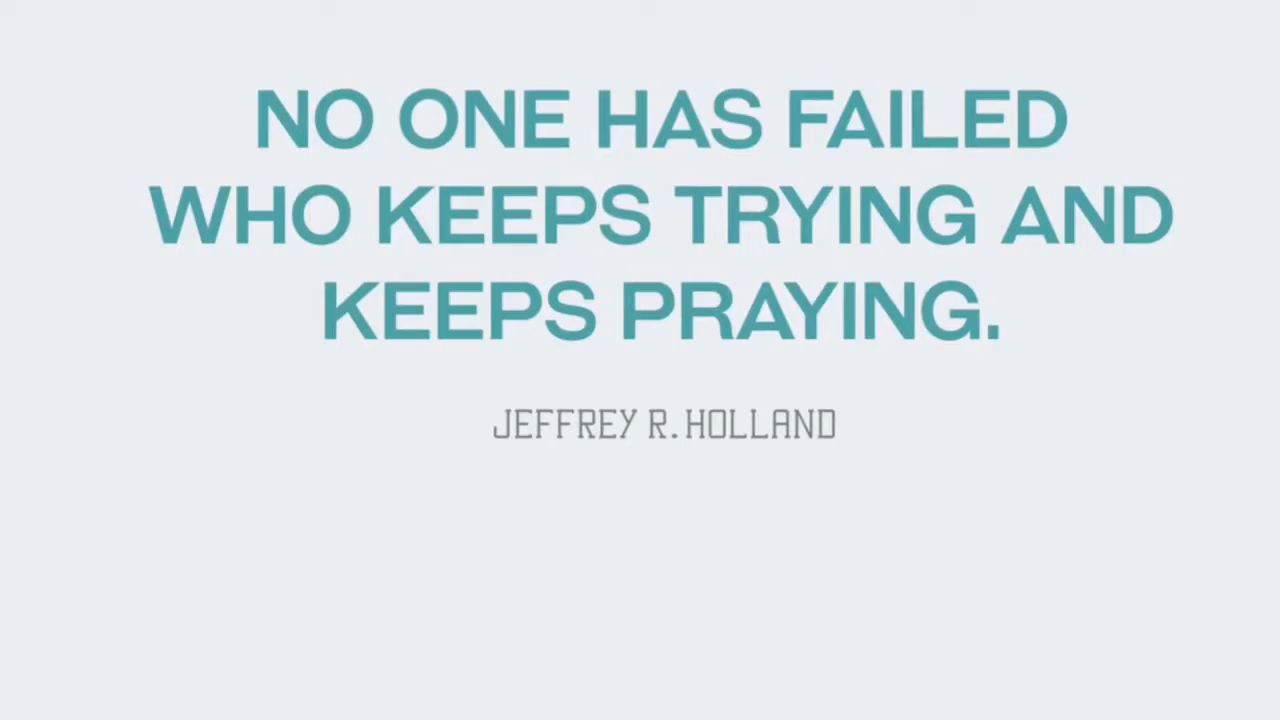 NO ONE HAS FAILED
WHO KEEPS TRYING AND
KEEPS PRAYING.
JEFFREY R. HOLLAND